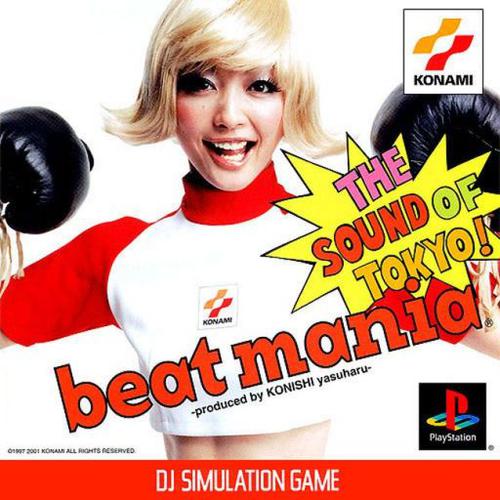 KONAMI
THE
SOUND OF
TOKYO!
KONAMI
beat mania®
-produced by KONISHI yasuharu-
©1997 2001 KONAMI ALL RIGHTS RESERVED.
PlayStation
DJ SIMULATION GAME